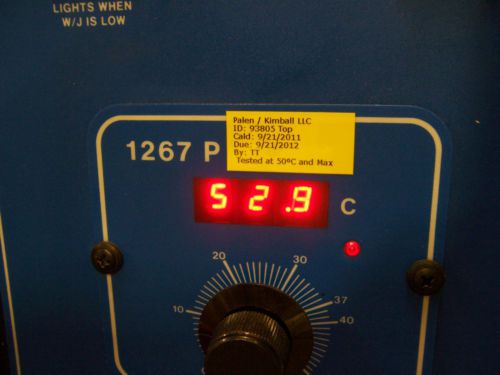 LIGHTS WHEN
W/J IS LOW
Palen / Kimball LLC
ID: 93805 Top
Cald: 9/21/2011
Due: 9/21/2012
By: TT
Tested at 50ºC and Max
1267 P
52.9 C
20
30
10
37
40